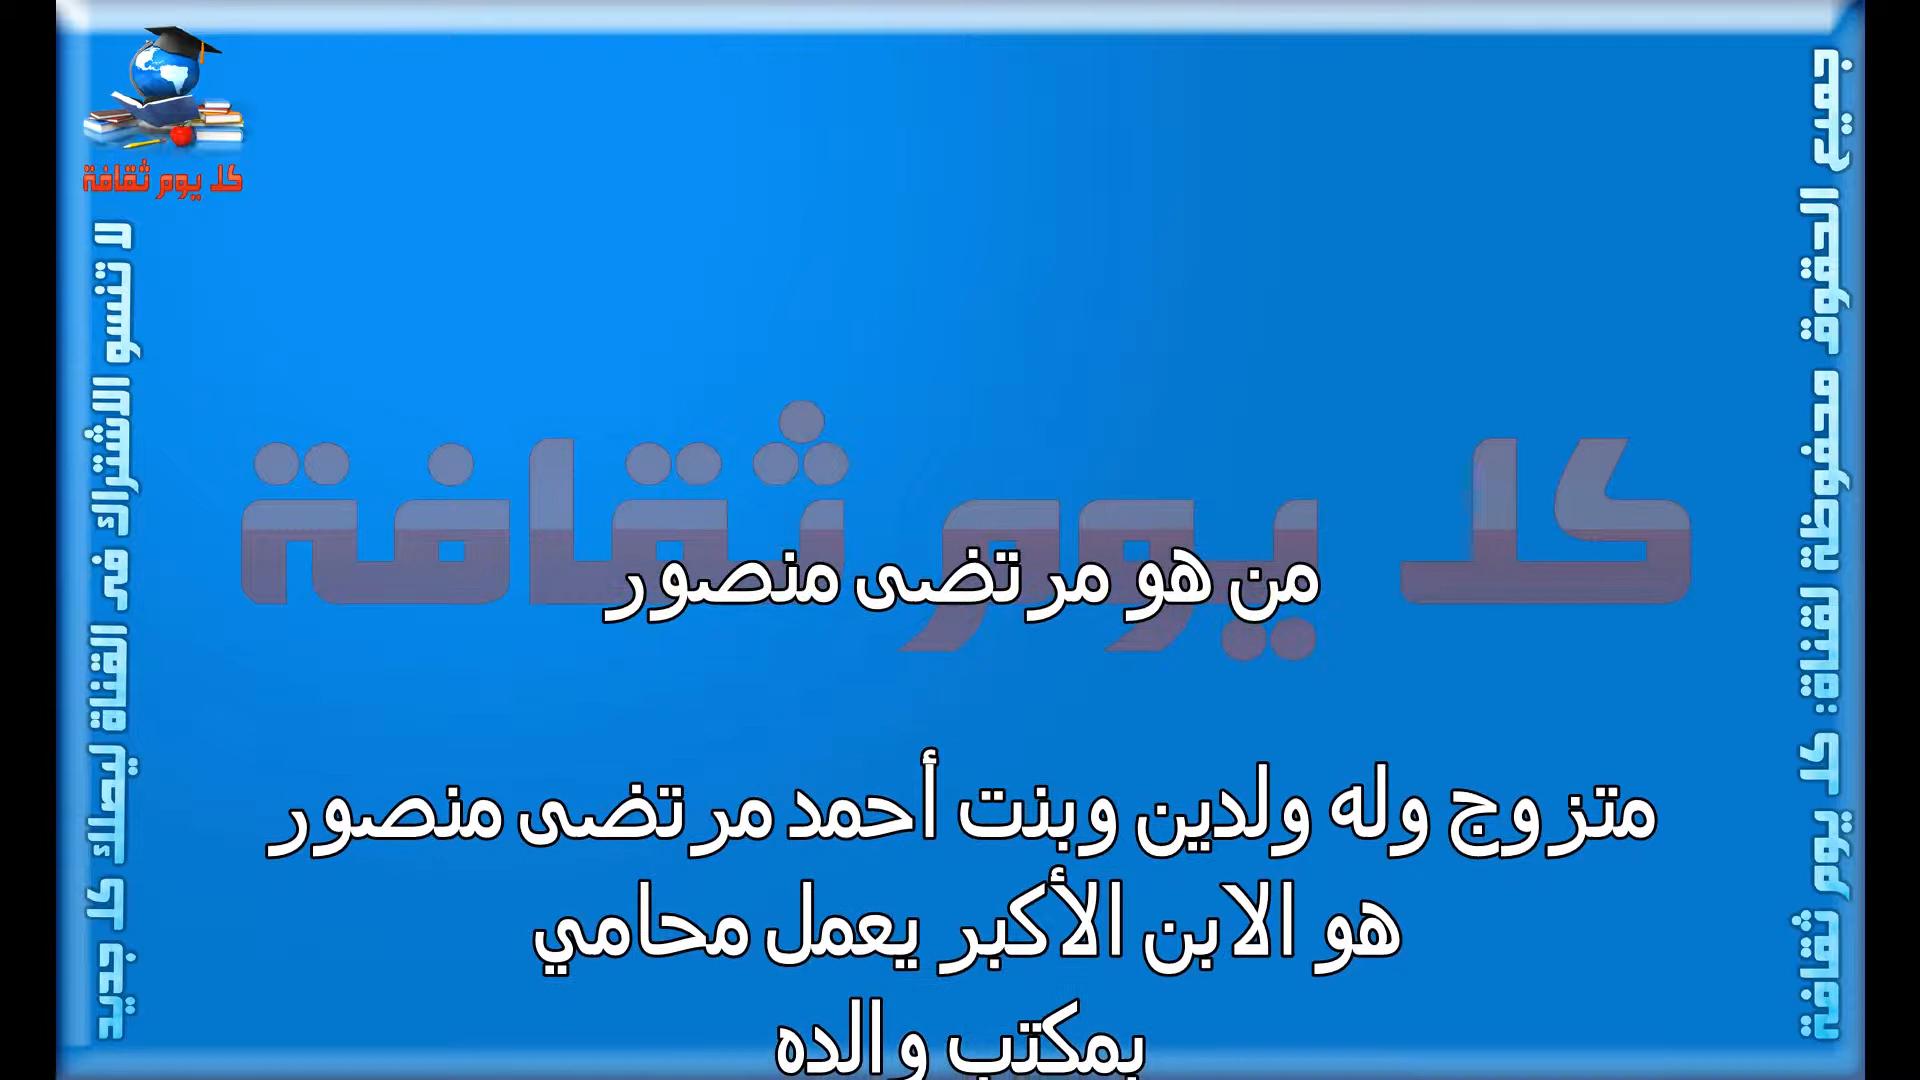 كل يوم ثقافة
جميع الحقوق محفوظة لقناة: كل يوم ثقافة
لا تنسو الاشتراك فى القناة ليصلك كل جديد
كل يوم ثقافة
من هو مرتضى منصور
متزوج وله ولدين وبنت أحمد مرتضى منصور
هو الابن الأكبر يعمل محامي
بمكتب والده